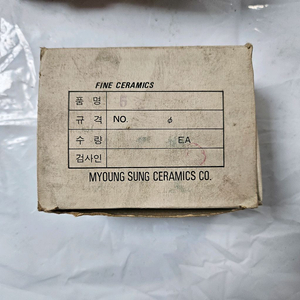 FINE CERAMICS
품 명
규 격 NO. ø
수 량 EA
검사인
MYOUNG SUNG CERAMICS CO.